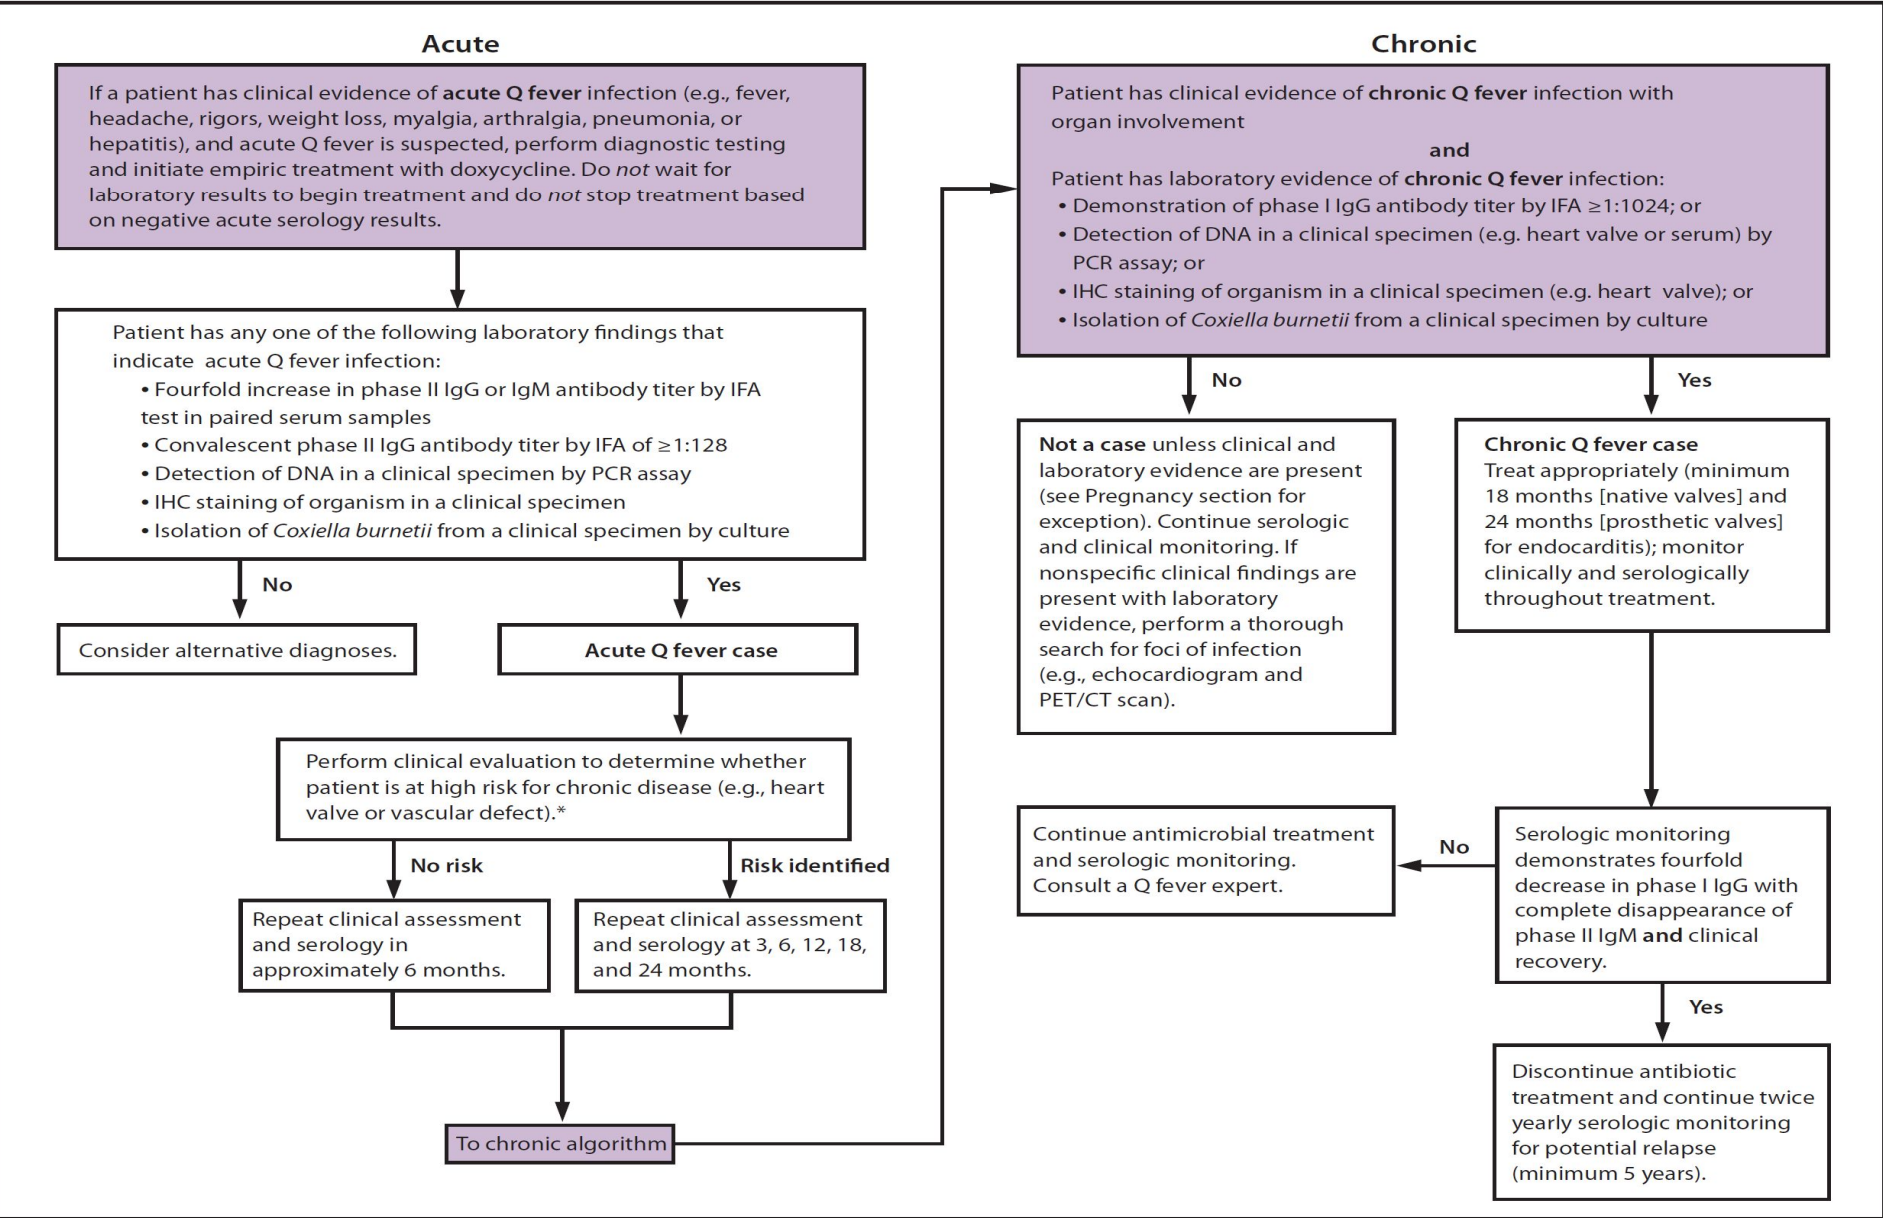 Acute
If a patient has clinical evidence of acute Q fever infection (e.g., fever,
headache, rigors, weight loss, myalgia, arthralgia, pneumonia, or
hepatitis), and acute Q fever is suspected, perform diagnostic testing
and initiate empiric treatment with doxycycline. Do not wait for
laboratory results to begin treatment and do not stop treatment based
on negative acute serology results.
Patient has any one of the following laboratory findings that
indicate acute Q fever infection:
• Fourfold increase in phase II IgG or IgM antibody titer by IFA
test in paired serum samples
• Convalescent phase II IgG antibody titer by IFA of ≥1:128
• Detection of DNA in a clinical specimen by PCR assay
• IHC staining of organism in a clinical specimen
• Isolation of Coxiella burnetii from a clinical specimen by culture
No
Yes
Consider alternative diagnoses.
Acute Q fever case
Perform clinical evaluation to determine whether
patient is at high risk for chronic disease (e.g., heart
valve or vascular defect).*
No risk
Risk identified
Repeat clinical assessment
and serology in
approximately 6 months.
Repeat clinical assessment
and serology at 3, 6, 12, 18,
and 24 months.
To chronic algorithm
Chronic
Patient has clinical evidence of chronic Q fever infection with
organ involvement
and
Patient has laboratory evidence of chronic Q fever infection:
• Demonstration of phase I IgG antibody titer by IFA ≥1:1024; or
• Detection of DNA in a clinical specimen (e.g. heart valve or serum) by
PCR assay; or
• IHC staining of organism in a clinical specimen (e.g. heart valve); or
• Isolation of Coxiella burnetii from a clinical specimen by culture
No
Yes
Not a case unless clinical and
laboratory evidence are present
(see Pregnancy section for
exception). Continue serologic
and clinical monitoring. If
nonspecific clinical findings are
present with laboratory
evidence, perform a thorough
search for foci of infection
(e.g., echocardiogram and
PET/CT scan).
Chronic Q fever case
Treat appropriately (minimum
18 months [native valves] and
24 months [prosthetic valves]
for endocarditis); monitor
clinically and serologically
throughout treatment.
Serologic monitoring
demonstrates fourfold
decrease in phase I IgG with
complete disappearance of
phase II IgM and clinical
recovery.
No
Continue antimicrobial treatment
and serologic monitoring.
Consult a Q fever expert.
Yes
Discontinue antibiotic
treatment and continue twice
yearly serologic monitoring
for potential relapse
(minimum 5 years).